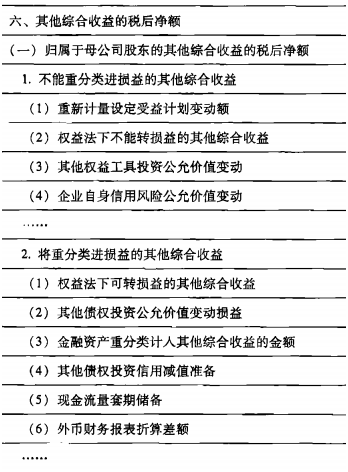 六、其他综合收益的税后净额
(一) 归属于母公司股东的其他综合收益的税后净额
1. 不能重分类进损益的其他综合收益
(1) 重新计量设定受益计划变动额
(2) 权益法下不能转损益的其他综合收益
(3) 其他权益工具投资公允价值变动
(4) 企业自身信用风险公允价值变动
……
2. 将重分类进损益的其他综合收益
(1) 权益法下可转损益的其他综合收益
(2) 其他债权投资公允价值变动损益
(3) 金融资产重分类计人其他综合收益的金额
(4) 其他债权投资信用减值准备
(5) 现金流量套期储备
(6) 外币财务报表折算差额
……